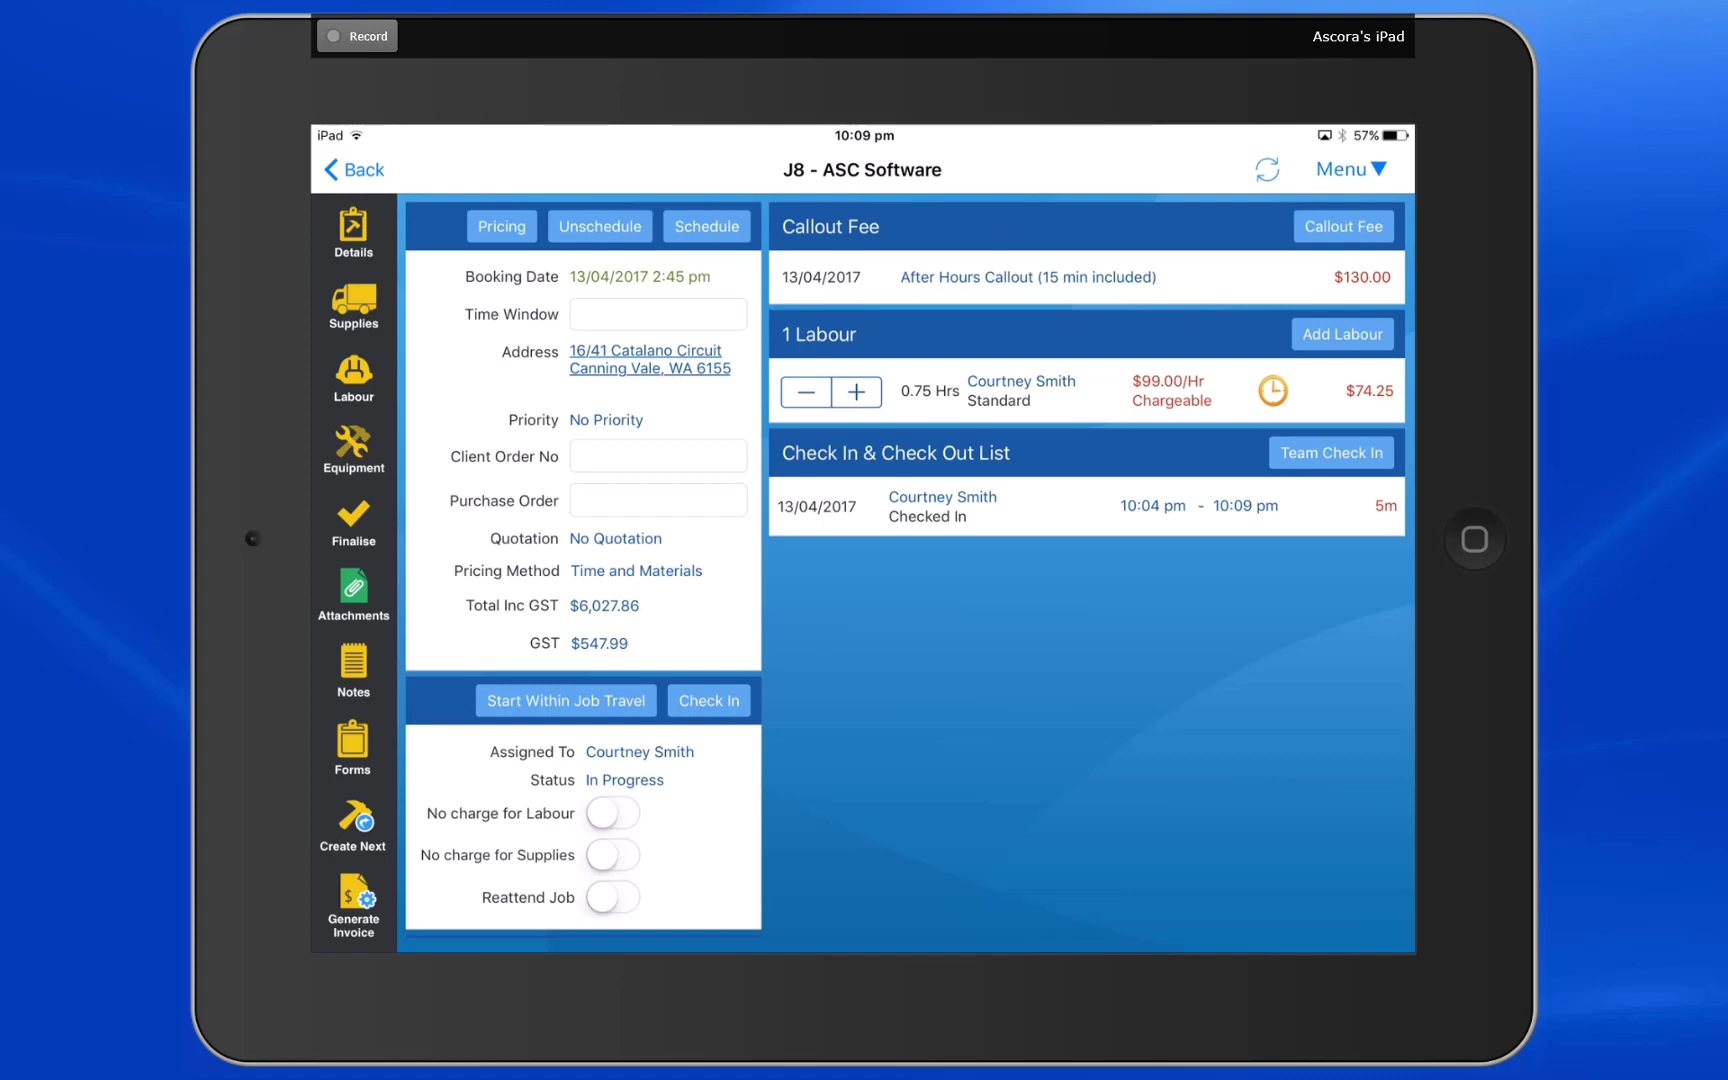 Record
Ascora's iPad
iPad
10:09 pm
57%
Back
J8 - ASC Software
Menu
Details
Supplies
Labour
Equipment
Finalise
Attachments
Notes
Forms
Create Next
Generate
Invoice
Pricing
Unschedule
Schedule
Booking Date 13/04/2017 2:45 pm
Time Window
Address 16/41 Catalano Circuit
Canning Vale, WA 6155
Priority No Priority
Client Order No
Purchase Order
Quotation No Quotation
Pricing Method Time and Materials
Total Inc GST $6,027.86
GST $547.99
Start Within Job Travel
Check In
Assigned To Courtney Smith
Status In Progress
No charge for Labour
No charge for Supplies
Reattend Job
Callout Fee
Callout Fee
13/04/2017 After Hours Callout (15 min included) $130.00
1 Labour
Add Labour
− + 0.75 Hrs Courtney Smith $99.00/Hr $74.25
Standard Chargeable
Check In & Check Out List
Team Check In
13/04/2017 Courtney Smith 10:04 pm - 10:09 pm 5m
Checked In